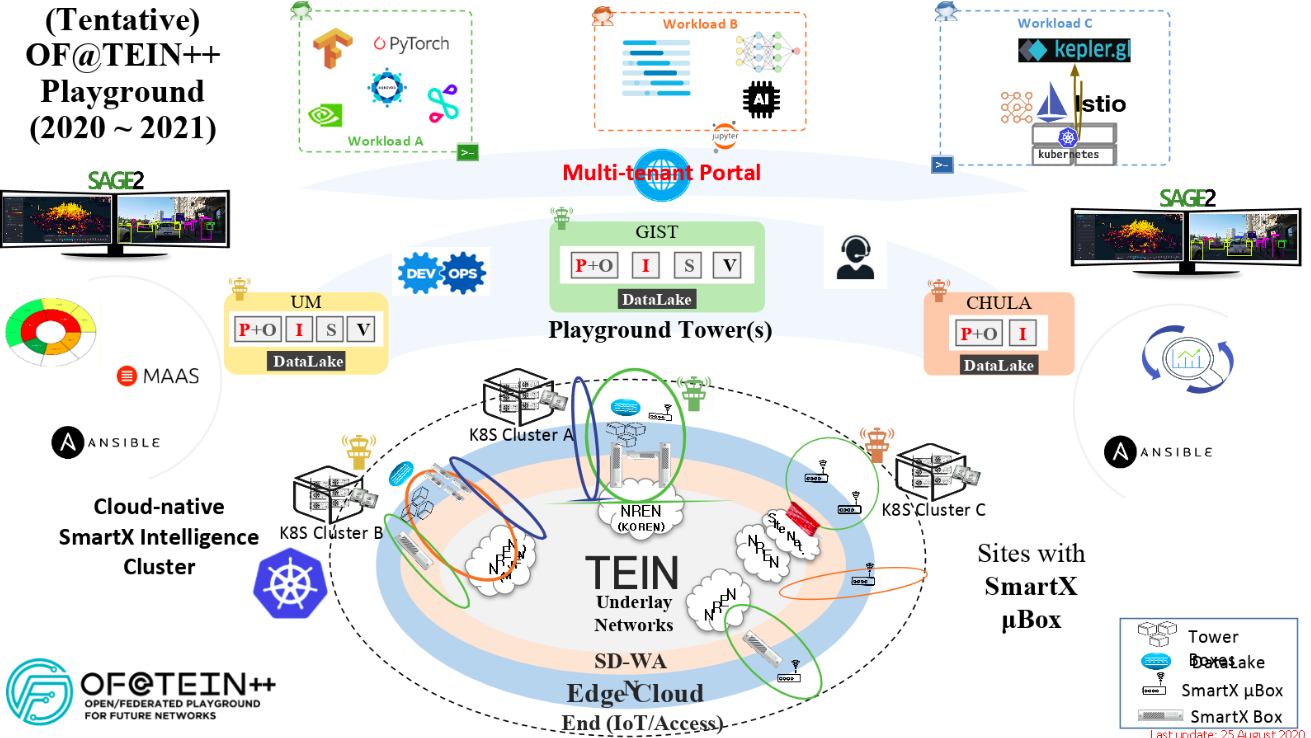 (Tentative)
OF@TEIN++
Playground
(2020 ~ 2021)
PyTorch
Workload A
>-
Workload B
AI
jupyter
Workload C
kepler.gl
Istio
kubernetes
>-
Multi-tenant Portal
SAGE2
SAGE2
DEV OPS
GIST
P+O I S V
DataLake
Playground Tower(s)
UM
P+O I S V
DataLake
CHULA
P+O I
DataLake
MAAS
ANSIBLE
ANSIBLE
Cloud-native
SmartX Intelligence
Cluster
K8S Cluster A
K8S Cluster B
K8S Cluster C
NREN
(KOREN)
NREN
NREN
NREN
Site Net.
TEIN
Underlay
Networks
SD-WAN
Edge Cloud
End (IoT/Access)
Sites with
SmartX
µBox
Tower
Boxes
DataLake
SmartX µBox
SmartX Box
OF@TEIN++
OPEN/FEDERATED PLAYGROUND
FOR FUTURE NETWORKS
Last update: 25 August 2020